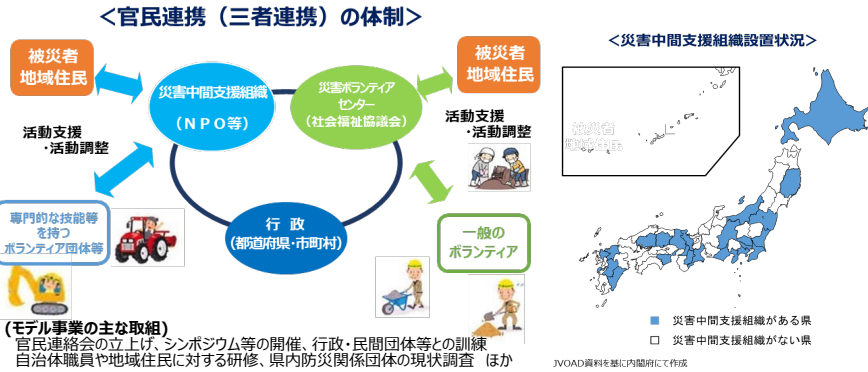 ＜官民連携（三者連携）の体制＞
被災者
地域住民
災害中間支援組織
（ＮＰＯ等）
災害ボランティア
センター
（社会福祉協議会）
被災者
地域住民
活動支援
・活動調整
活動支援
・活動調整
専門的な技能等
を持つ
ボランティア団体等
行 政
（都道府県・市町村）
一般の
ボランティア
(モデル事業の主な取組)
官民連絡会の立上げ、シンポジウム等の開催、行政・民間団体等との訓練
自治体職員や地域住民に対する研修、県内防災関係団体の現状調査 ほか
＜災害中間支援組織設置状況＞
被災者
地域住民
災害中間支援組織がある県
災害中間支援組織がない県
JVOAD資料を基に内閣府にて作成